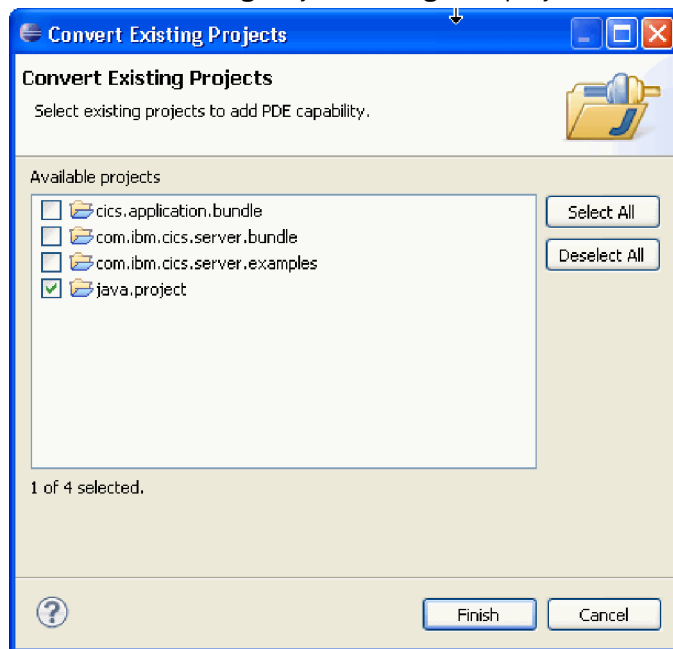 Convert Existing Projects
Convert Existing Projects
Select existing projects to add PDE capability.
Available projects
cics.application.bundle
com.ibm.cics.server.bundle
com.ibm.cics.server.examples
java.project
Select All
Deselect All
1 of 4 selected.
Finish
Cancel